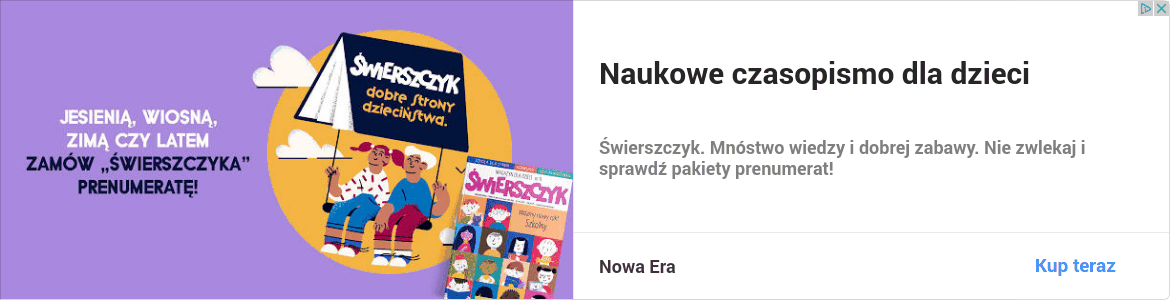 JESIENIĄ, WIOSNĄ,
ZIMĄ CZY LATEM
ZAMÓW „ŚWIERSZCZYKA”
PRENUMERATĘ!
ŚWIERSZCZYK
dobre strony
dzieciństwa.
ŚWIERSZCZYK
Witamy nowy rok
Szkolny
Naukowe czasopismo dla dzieci
Świerszczyk. Mnóstwo wiedzy i dobrej zabawy. Nie zwlekaj i
sprawdź pakiety prenumerat!
Nowa Era
Kup teraz